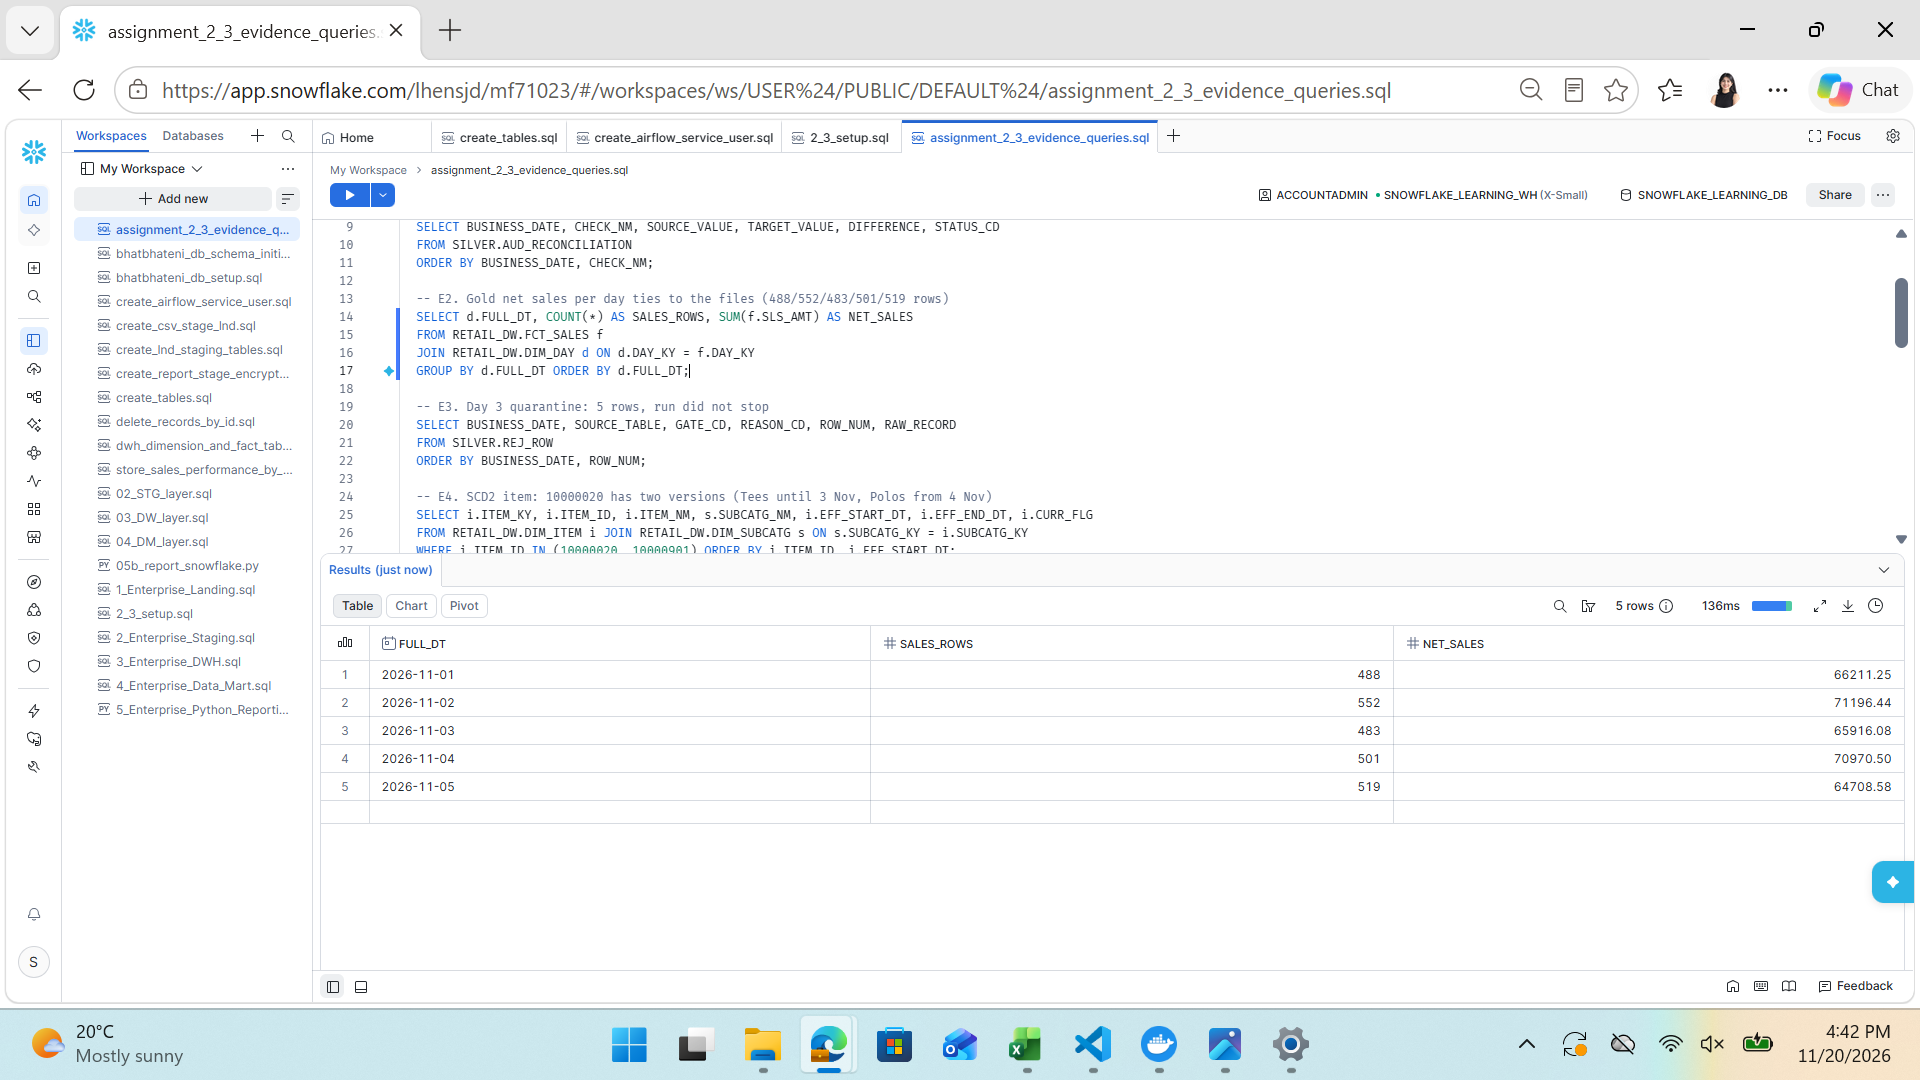 assignment_2_3_evidence_queries.
https://app.snowflake.com/lhensjd/mf71023/#/workspaces/ws/USER%24/PUBLIC/DEFAULT%24/assignment_2_3_evidence_queries.sql
Chat
Workspaces
Databases
Home
create_tables.sql
create_airflow_service_user.sql
2_3_setup.sql
assignment_2_3_evidence_queries.sql
Focus
My Workspace
My Workspace > assignment_2_3_evidence_queries.sql
Add new
ACCOUNTADMIN
SNOWFLAKE_LEARNING_WH (X-Small)
SNOWFLAKE_LEARNING_DB
Share
assignment_2_3_evidence_q...
bhatbhateni_db_schema_initi...
bhatbhateni_db_setup.sql
create_airflow_service_user.sql
create_csv_stage_lnd.sql
create_lnd_staging_tables.sql
create_report_stage_encrypt...
create_tables.sql
delete_records_by_id.sql
dwh_dimension_and_fact_tab...
store_sales_performance_by_...
02_STG_layer.sql
03_DW_layer.sql
04_DM_layer.sql
05b_report_snowflake.py
1_Enterprise_Landing.sql
2_3_setup.sql
2_Enterprise_Staging.sql
3_Enterprise_DWH.sql
4_Enterprise_Data_Mart.sql
5_Enterprise_Python_Reporti...
S
9 SELECT BUSINESS_DATE, CHECK_NM, SOURCE_VALUE, TARGET_VALUE, DIFFERENCE, STATUS_CD
10 FROM SILVER.AUD_RECONCILIATION
11 ORDER BY BUSINESS_DATE, CHECK_NM;
12
13 -- E2. Gold net sales per day ties to the files (488/552/483/501/519 rows)
14 SELECT d.FULL_DT, COUNT(*) AS SALES_ROWS, SUM(f.SLS_AMT) AS NET_SALES
15 FROM RETAIL_DW.FCT_SALES f
16 JOIN RETAIL_DW.DIM_DAY d ON d.DAY_KY = f.DAY_KY
17 GROUP BY d.FULL_DT ORDER BY d.FULL_DT;
18
19 -- E3. Day 3 quarantine: 5 rows, run did not stop
20 SELECT BUSINESS_DATE, SOURCE_TABLE, GATE_CD, REASON_CD, ROW_NUM, RAW_RECORD
21 FROM SILVER.REJ_ROW
22 ORDER BY BUSINESS_DATE, ROW_NUM;
23
24 -- E4. SCD2 item: 10000020 has two versions (Tees until 3 Nov, Polos from 4 Nov)
25 SELECT i.ITEM_KY, i.ITEM_ID, i.ITEM_NM, s.SUBCATG_NM, i.EFF_START_DT, i.EFF_END_DT, i.CURR_FLG
26 FROM RETAIL_DW.DIM_ITEM i JOIN RETAIL_DW.DIM_SUBCATG s ON s.SUBCATG_KY = i.SUBCATG_KY
27 WHERE i.ITEM_ID IN (10000020, 10000901) ORDER BY i.ITEM_ID, i.EFF_START_DT;
Results (just now)
Table
Chart
Pivot
5 rows
136ms
FULL_DT SALES_ROWS NET_SALES
1 2026-11-01 488 66211.25
2 2026-11-02 552 71196.44
3 2026-11-03 483 65916.08
4 2026-11-04 501 70970.50
5 2026-11-05 519 64708.58
Feedback
20°C
Mostly sunny
4:42 PM
11/20/2026